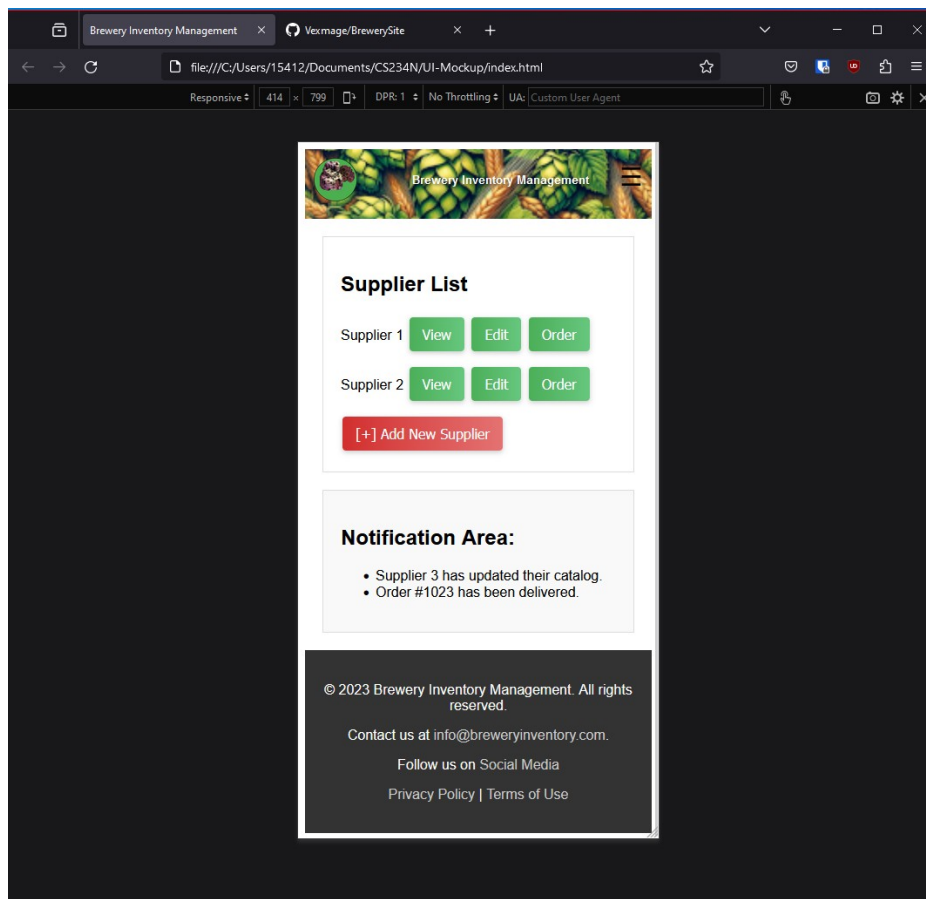 Brewery Inventory Management
Vexmage/BrewerySite
file:///C:/Users/15412/Documents/CS234N/UI-Mockup/index.html
Responsive 414 × 799 DPR: 1 No Throttling UA: Custom User Agent
Brewery Inventory Management
Supplier List
Supplier 1 View Edit Order
Supplier 2 View Edit Order
[+] Add New Supplier
Notification Area:
• Supplier 3 has updated their catalog.
• Order #1023 has been delivered.
© 2023 Brewery Inventory Management. All rights
reserved.
Contact us at info@breweryinventory.com.
Follow us on Social Media
Privacy Policy | Terms of Use